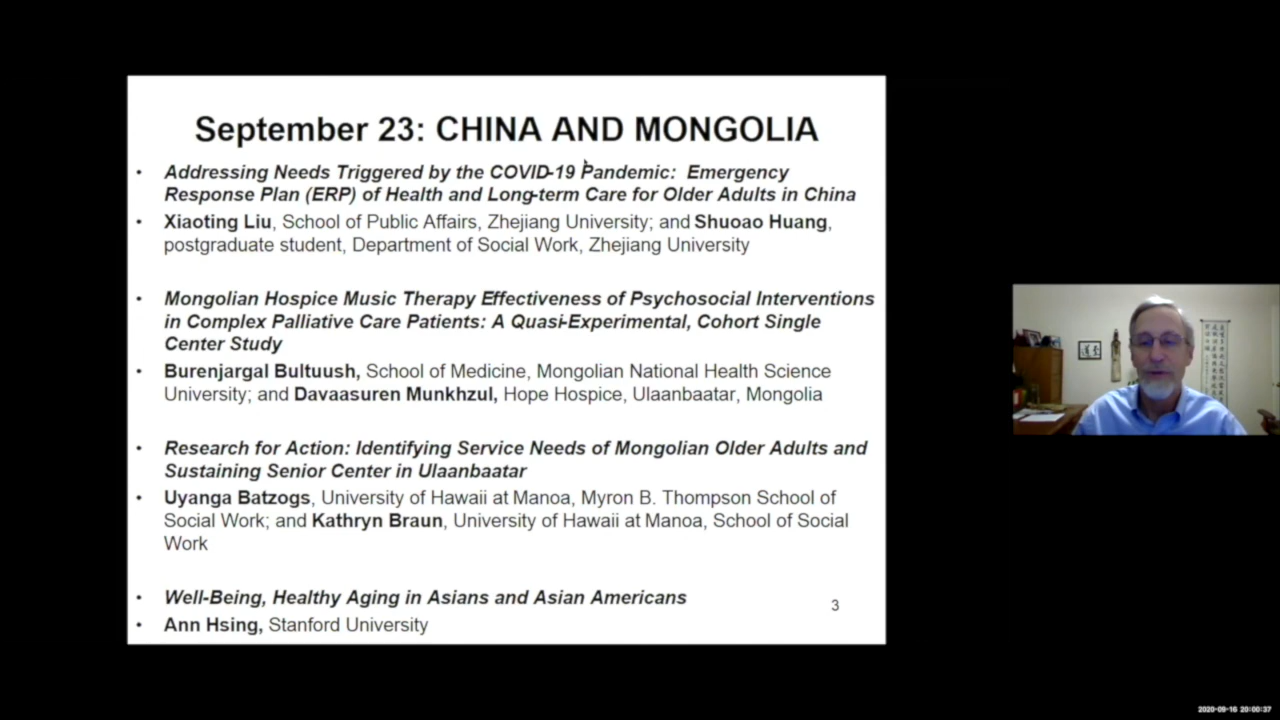 September 23: CHINA AND MONGOLIA
• Addressing Needs Triggered by the COVID-19 Pandemic: Emergency
Response Plan (ERP) of Health and Long-term Care for Older Adults in China
• Xiaoting Liu, School of Public Affairs, Zhejiang University; and Shuoao Huang,
postgraduate student, Department of Social Work, Zhejiang University
• Mongolian Hospice Music Therapy Effectiveness of Psychosocial Interventions
in Complex Palliative Care Patients: A Quasi-Experimental, Cohort Single
Center Study
Burenjargal Bultuush, School of Medicine, Mongolian National Health Science
University; and Davaasuren Munkhzul, Hope Hospice, Ulaanbaatar, Mongolia
• Research for Action: Identifying Service Needs of Mongolian Older Adults and
Sustaining Senior Center in Ulaanbaatar
• Uyanga Batzogs, University of Hawaii at Manoa, Myron B. Thompson School of
Social Work; and Kathryn Braun, University of Hawaii at Manoa, School of Social
Work
• Well-Being, Healthy Aging in Asians and Asian Americans
• Ann Hsing, Stanford University
3
2020-09-16 20:00:37